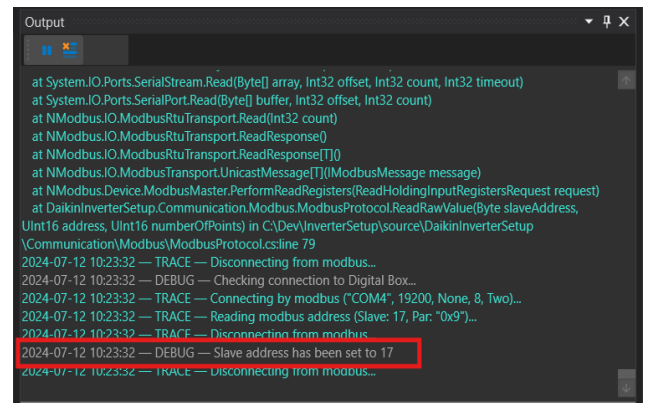 Output
at System.IO.Ports.SerialStream.Read(Byte[] array, Int32 offset, Int32 count, Int32 timeout)
at System.IO.Ports.SerialPort.Read(Byte[] buffer, Int32 offset, Int32 count)
at NModbus.IO.ModbusRtuTransport.Read(Int32 count)
at NModbus.IO.ModbusRtuTransport.ReadResponse()
at NModbus.IO.ModbusRtuTransport.ReadResponse[T]()
at NModbus.IO.ModbusTransport.UnicastMessage[T](IModbusMessage message)
at NModbus.Device.ModbusMaster.PerformReadRegisters(ReadHoldingInputRegistersRequest request)
at DaikinInverterSetup.Communication.Modbus.ModbusProtocol.ReadRawValue(Byte slaveAddress,
UInt16 address, UInt16 numberOfPoints) in C:\Dev\InverterSetup\source\DaikinInverterSetup
\Communication\Modbus\ModbusProtocol.cs:line 79
2024-07-12 10:23:32 — TRACE — Disconnecting from modbus...
2024-07-12 10:23:32 — DEBUG — Checking connection to Digital Box...
2024-07-12 10:23:32 — TRACE — Connecting by modbus ("COM4", 19200, None, 8, Two)...
2024-07-12 10:23:32 — TRACE — Reading modbus address (Slave: 17, Par: "0x9")...
2024-07-12 10:23:32 — TRACE — Disconnecting from modbus...
2024-07-12 10:23:32 — DEBUG — Slave address has been set to 17
2024-07-12 10:23:32 — TRACE — Disconnecting from modbus...